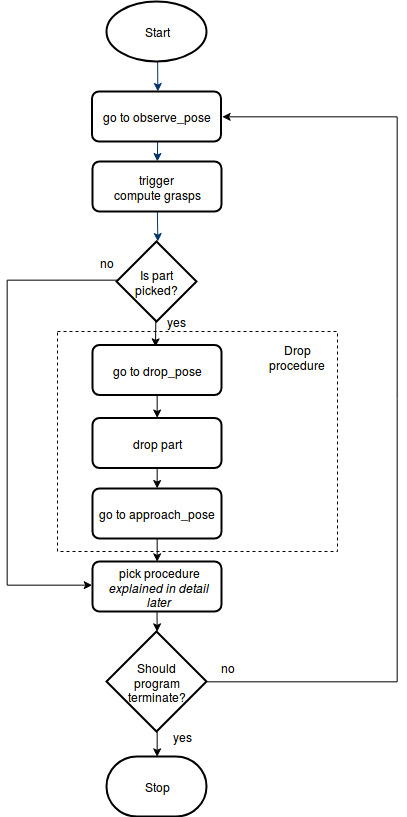 Start
go to observe_pose
trigger
compute grasps
no
Is part
picked?
yes
Drop
procedure
go to drop_pose
drop part
go to approach_pose
pick procedure
explained in detail
later
Should
program
terminate?
no
yes
Stop